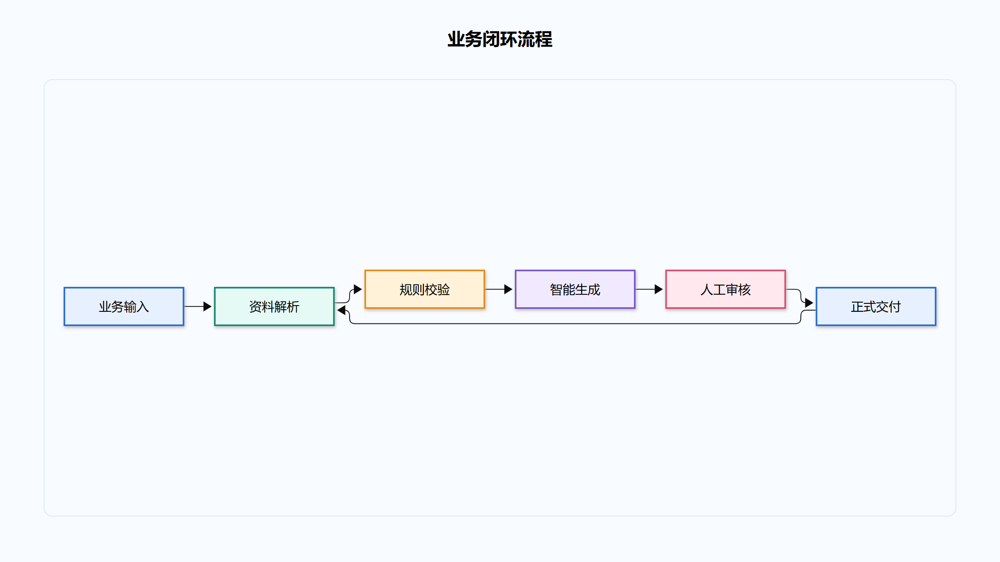 业务闭环流程
业务输入
资料解析
规则校验
智能生成
人工审核
正式交付